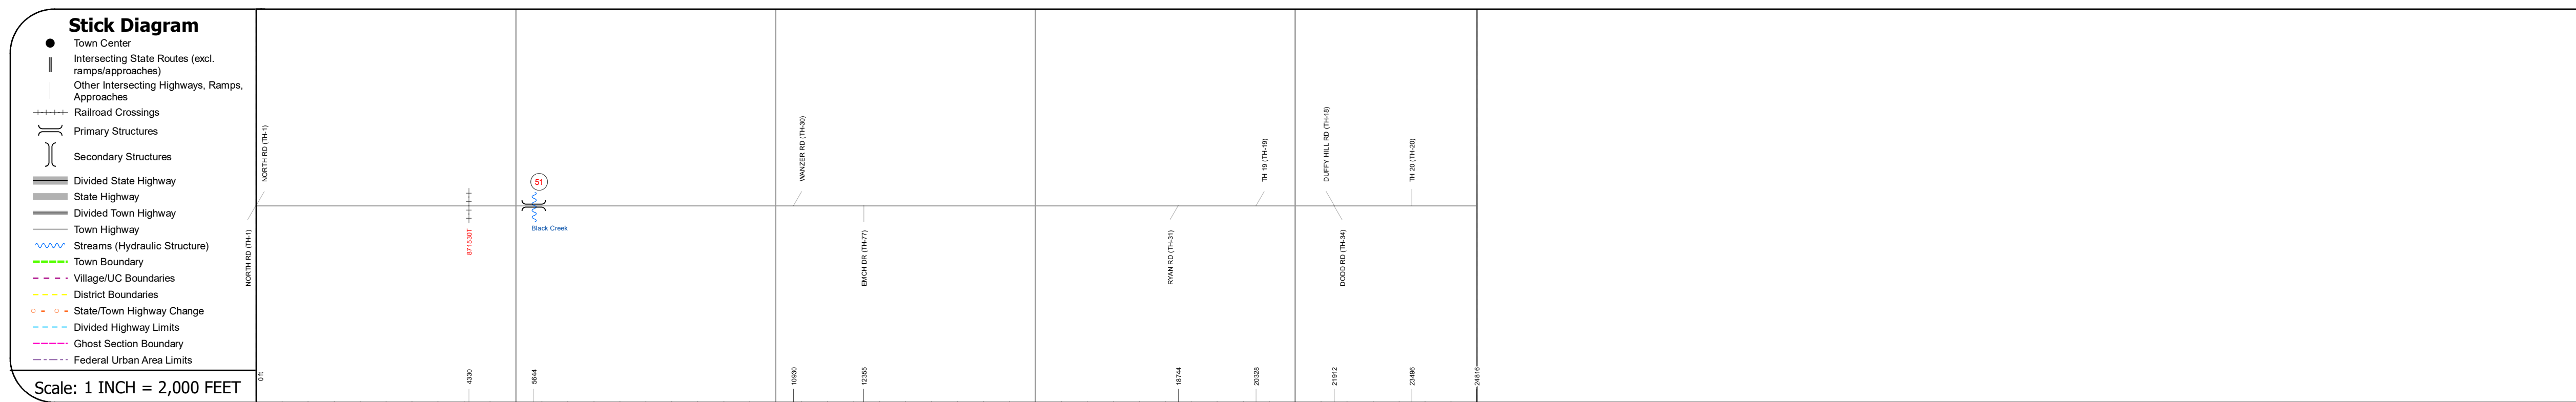 Stick Diagram
Town Center
Intersecting State Routes (excl.
ramps/approaches)
Other Intersecting Highways, Ramps,
Approaches
Railroad Crossings
Primary Structures
Secondary Structures
Divided State Highway
State Highway
Divided Town Highway
Town Highway
Streams (Hydraulic Structure)
Town Boundary
Village/UC Boundaries
District Boundaries
State/Town Highway Change
Divided Highway Limits
Ghost Section Boundary
Federal Urban Area Limits
Scale: 1 INCH = 2,000 FEET
NORTH RD (TH-1)
NORTH RD (TH-1)
871530T
51
Black Creek
WANZER RD (TH-30)
EMCH DR (TH-77)
RYAN RD (TH-31)
TH 19 (TH-19)
DUFFY HILL RD (TH-18)
DODD RD (TH-34)
TH 20 (TH-20)
0 ft
4330
5644
10930
12355
18744
20328
21912
23496
24816